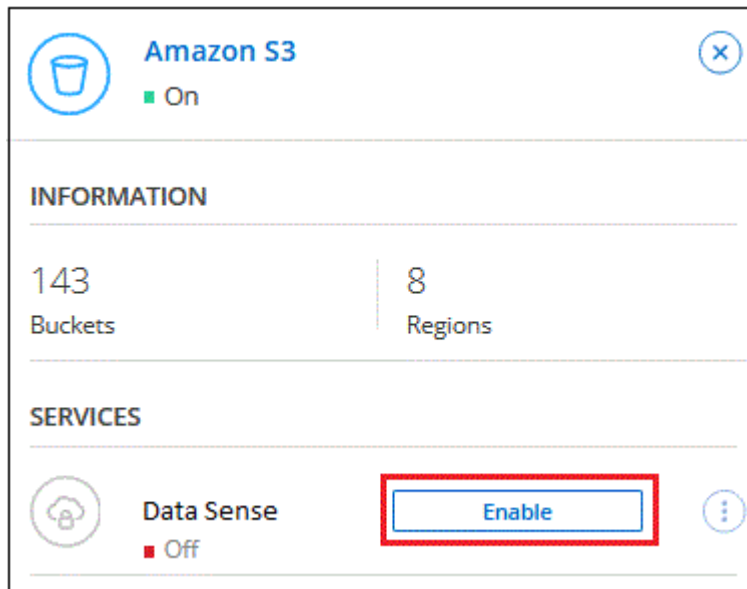 Amazon S3
On
INFORMATION
143
Buckets
8
Regions
SERVICES
Data Sense
Off
Enable